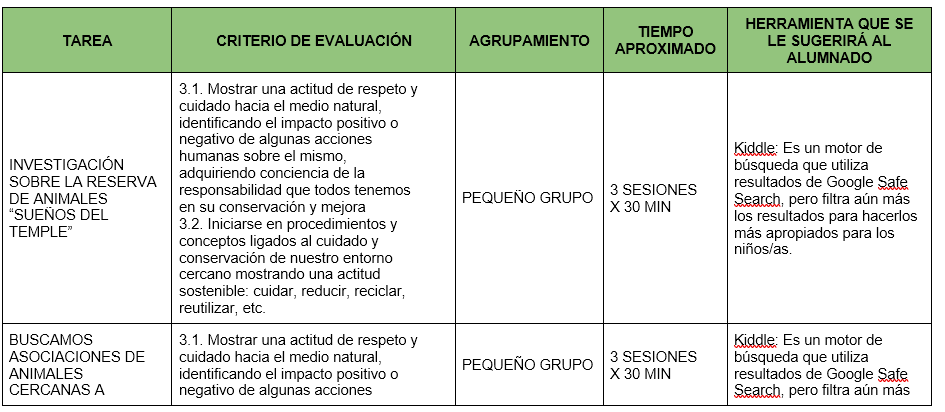 TAREA
CRITERIO DE EVALUACIÓN
AGRUPAMIENTO
TIEMPO
APROXIMADO
HERRAMIENTA QUE SE
LE SUGERIRÁ AL
ALUMNADO
INVESTIGACIÓN
SOBRE LA RESERVA
DE ANIMALES
“SUEÑOS DEL
TEMPLE”
3.1. Mostrar una actitud de respeto y
cuidado hacia el medio natural,
identificando el impacto positivo o
negativo de algunas acciones
humanas sobre el mismo,
adquiriendo conciencia de la
responsabilidad que todos tenemos
en su conservación y mejora
3.2. Iniciarse en procedimientos y
conceptos ligados al cuidado y
conservación de nuestro entorno
cercano mostrando una actitud
sostenible: cuidar, reducir, reciclar,
reutilizar, etc.
PEQUEÑO GRUPO
3 SESIONES
X 30 MIN
Kiddle: Es un motor de
búsqueda que utiliza
resultados de Google Safe
Search, pero filtra aún más
los resultados para hacerlos
más apropiados para los
niños/as.
BUSCAMOS
ASOCIACIONES DE
ANIMALES
CERCANAS A
3.1. Mostrar una actitud de respeto y
cuidado hacia el medio natural,
identificando el impacto positivo o
negativo de algunas acciones
PEQUEÑO GRUPO
3 SESIONES
X 30 MIN
Kiddle: Es un motor de
búsqueda que utiliza
resultados de Google Safe
Search, pero filtra aún más